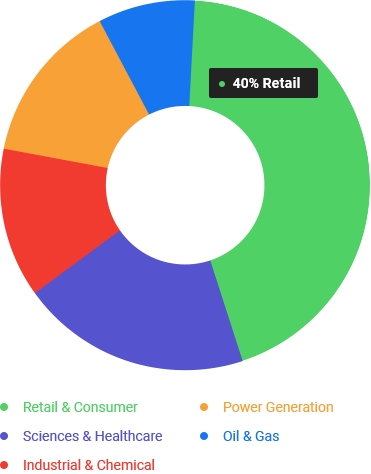 40% Retail
Retail & Consumer
Power Generation
Sciences & Healthcare
Oil & Gas
Industrial & Chemical